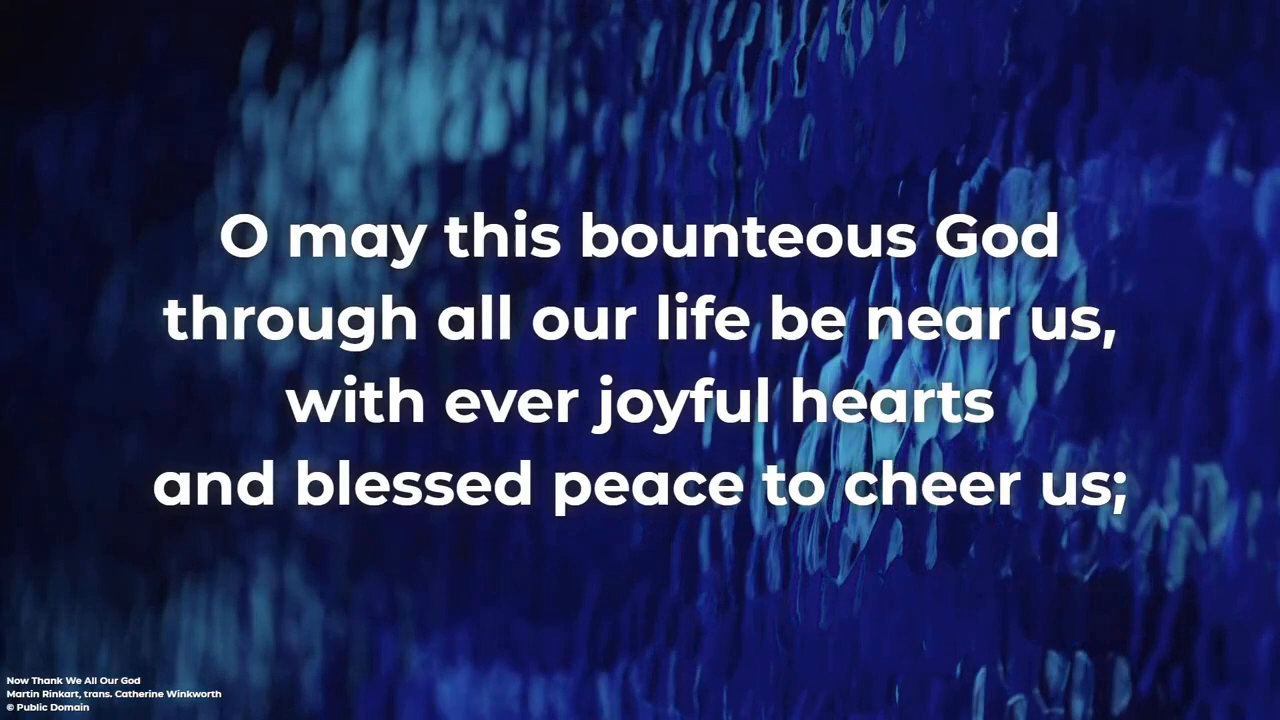 O may this bounteous God
through all our life be near us,
with ever joyful hearts
and blessed peace to cheer us;
Now Thank We All Our God
Martin Rinkart, trans. Catherine Winkworth
© Public Domain